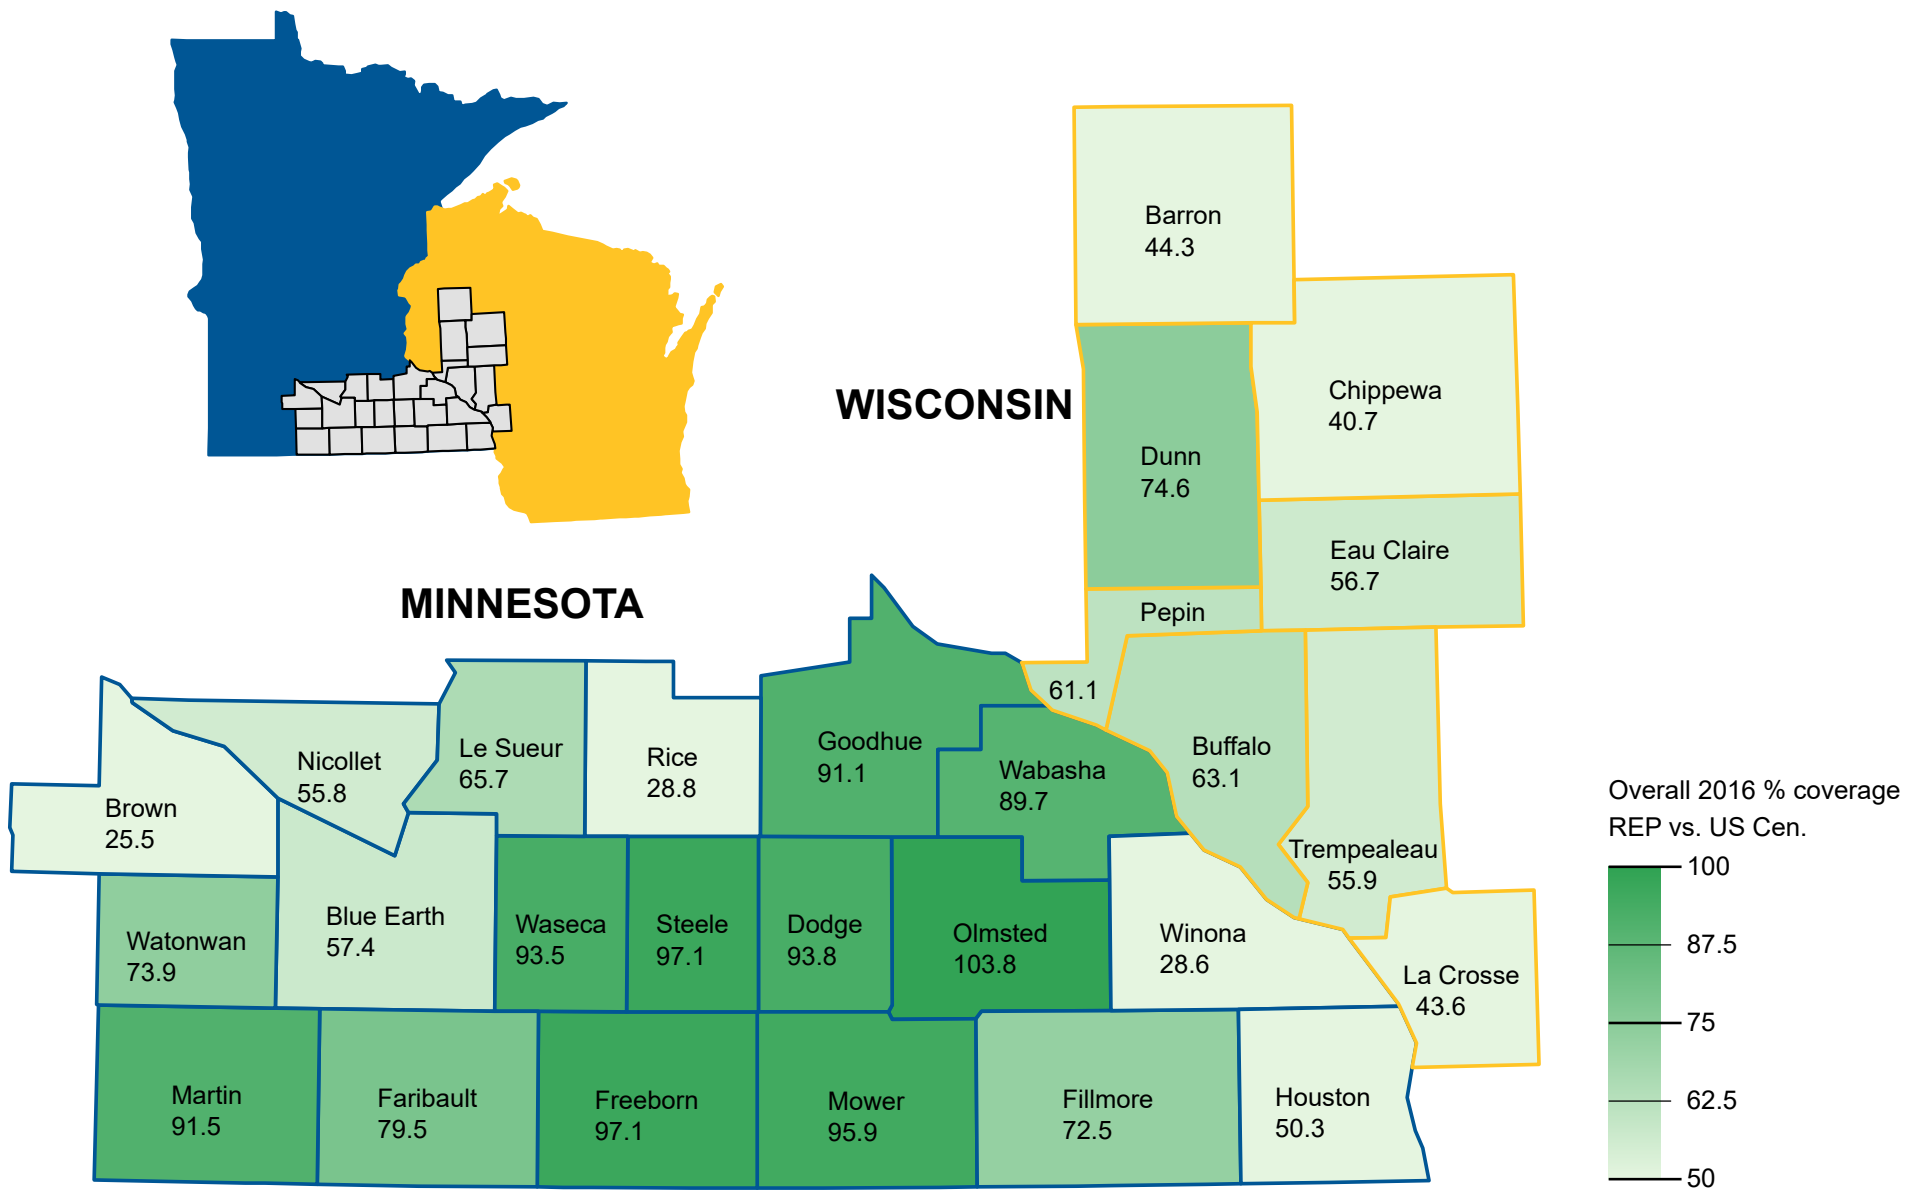 Barron
44.3
Chippewa
40.7
WISCONSIN
Dunn
74.6
Eau Claire
56.7
MINNESOTA
Pepin
61.1
Goodhue
91.1
Buffalo
63.1
Le Sueur
65.7
Rice
28.8
Nicollet
55.8
Wabasha
89.7
Brown
25.5
Trempealeau
55.9
Blue Earth
57.4
Waseca
93.5
Steele
97.1
Dodge
93.8
Olmsted
103.8
Winona
28.6
Watonwan
73.9
La Crosse
43.6
Martin
91.5
Faribault
79.5
Freeborn
97.1
Mower
95.9
Fillmore
72.5
Houston
50.3
Overall 2016 % coverage
REP vs. US Cen.
100
87.5
75
62.5
50